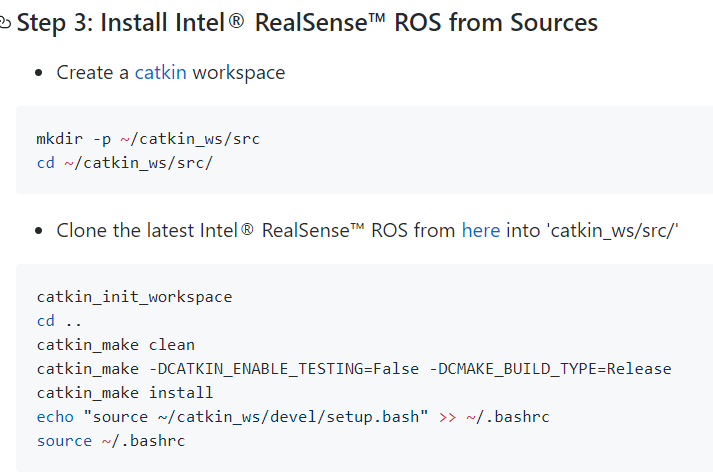 Step 3: Install Intel® RealSense™ ROS from Sources
Create a catkin workspace
mkdir -p ~/catkin_ws/src
cd ~/catkin_ws/src/
Clone the latest Intel® RealSense™ ROS from here into 'catkin_ws/src/'
catkin_init_workspace
cd ..
catkin_make clean
catkin_make -DCATKIN_ENABLE_TESTING=False -DCMAKE_BUILD_TYPE=Release
catkin_make install
echo "source ~/catkin_ws/devel/setup.bash" >> ~/.bashrc
source ~/.bashrc